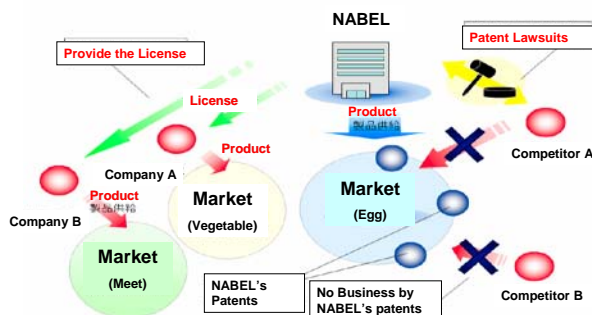 NABEL
Provide the License
Patent Lawsuits
License
Product
製品供給
Company A
Product
Competitor A
Company B
Product
製品供給
Market
(Vegetable)
Market
(Egg)
Market
(Meet)
NABEL's
Patents
No Business by
NABEL's patents
Competitor B